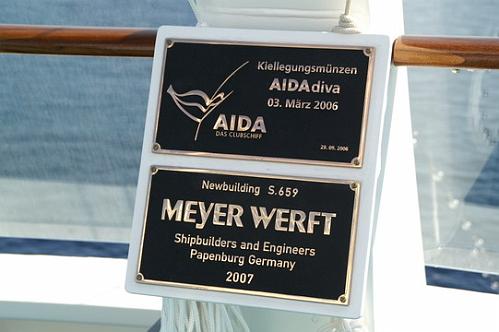 Kiellegungsmünzen
AIDAdiva
03. März 2006
AIDA
DAS CLUBSCHIFF
29.09.2006
Newbuilding S.659
MEYER WERFT
Shipbuilders and Engineers
Papenburg Germany
2007